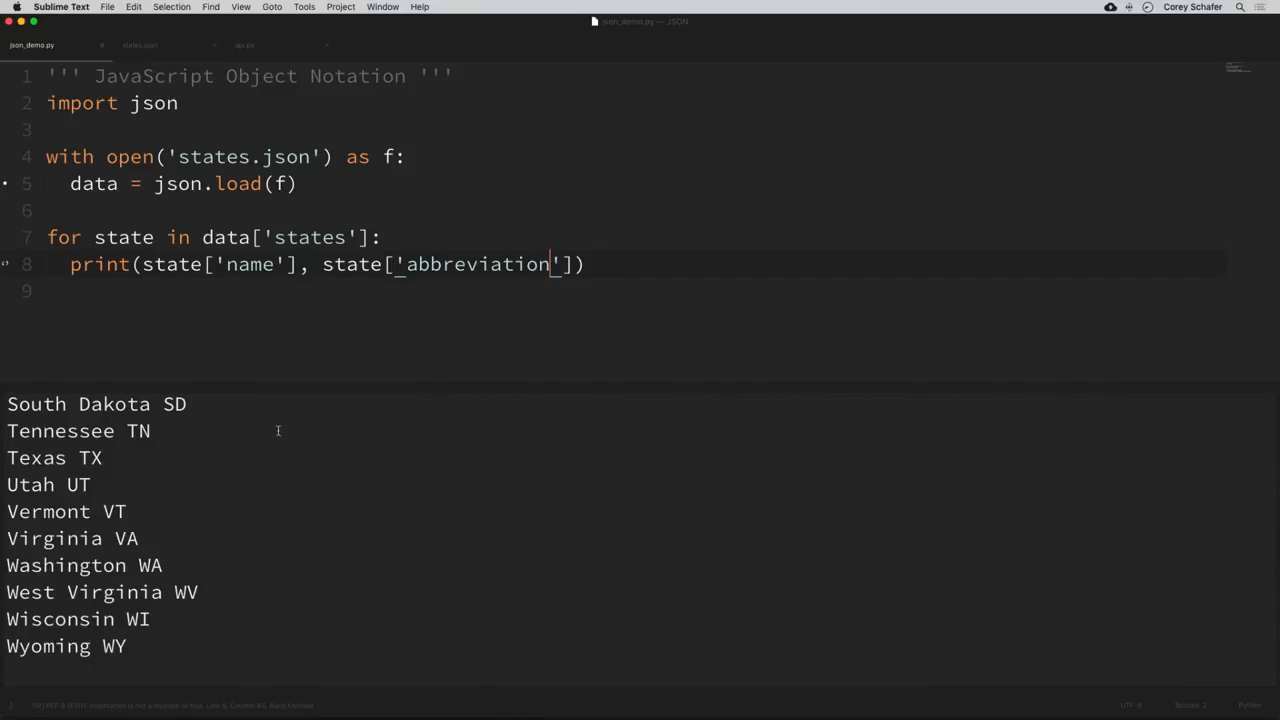 Sublime Text File Edit Selection Find View Goto Tools Project Window Help Corey Schafer
json_demo.py — JSON
json_demo.py states.json api.py
1 ''' JavaScript Object Notation '''
2 import json
3
4 with open('states.json') as f:
5 data = json.load(f)
6
7 for state in data['states']:
8 print(state['name'], state['abbreviation'])
9
South Dakota SD
Tennessee TN
Texas TX
Utah UT
Vermont VT
Virginia VA
Washington WA
West Virginia WV
Wisconsin WI
Wyoming WY
UTF-8 Spaces: 2 Python